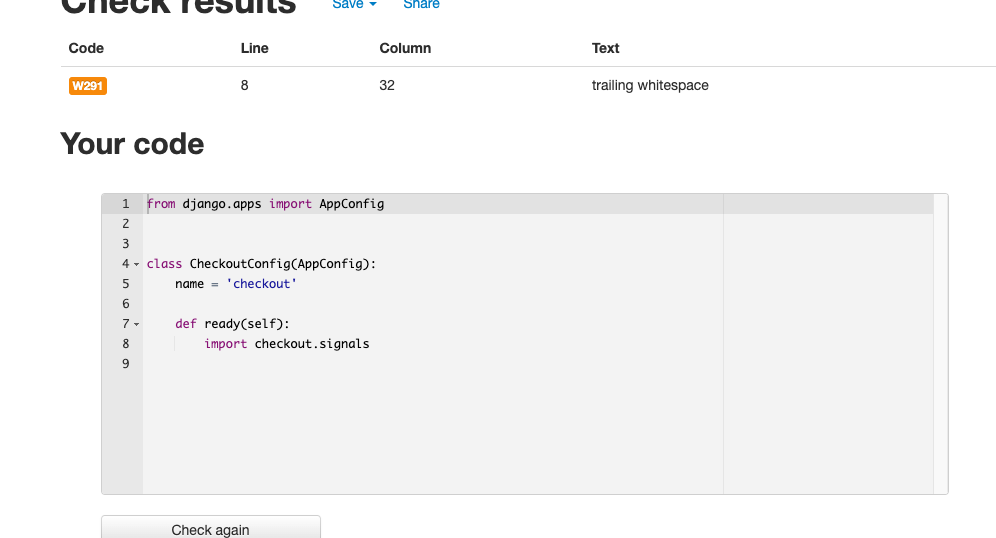 Check results Save Share
Code Line Column Text
W291 8 32 trailing whitespace
Your code
1 from django.apps import AppConfig
2
3
4 class CheckoutConfig(AppConfig):
5 name = 'checkout'
6
7 def ready(self):
8 import checkout.signals
9
Check again